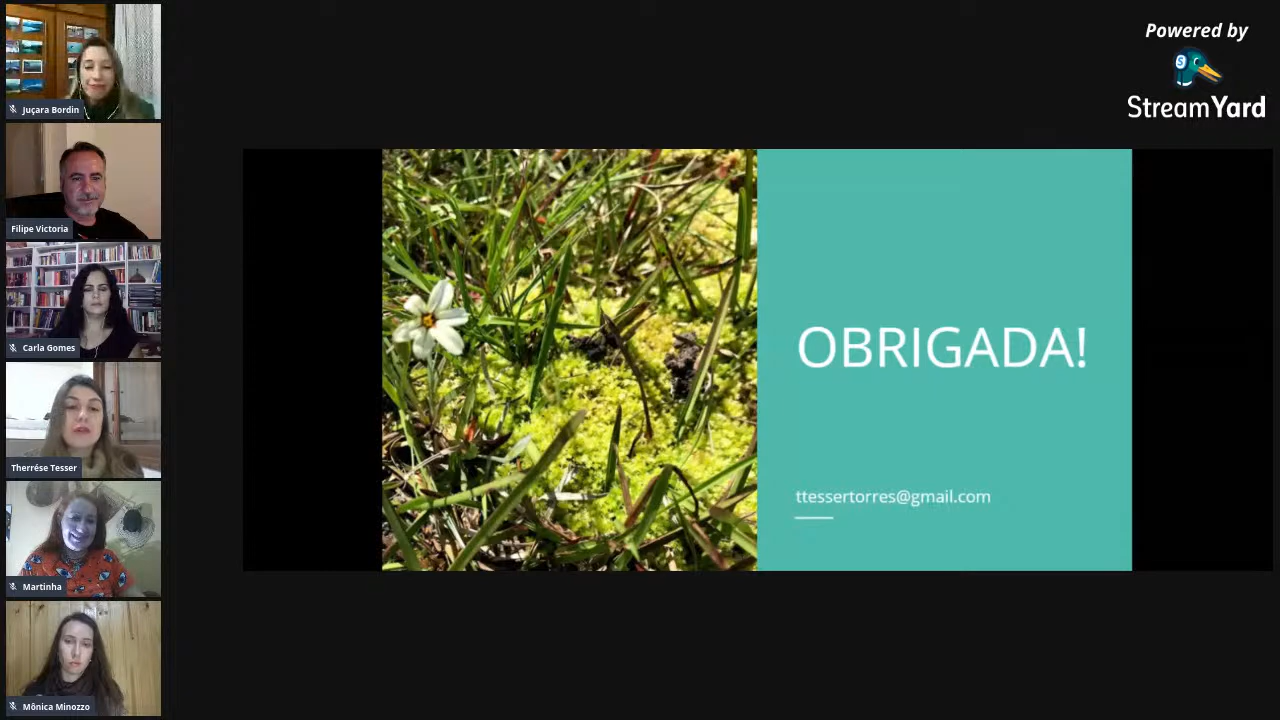 Juçara Bordin
Filipe Victoria
Carla Gomes
Therrése Tesser
Martinha
Mônica Minozzo
OBRIGADA!
ttessertorres@gmail.com
Powered by
S
StreamYard